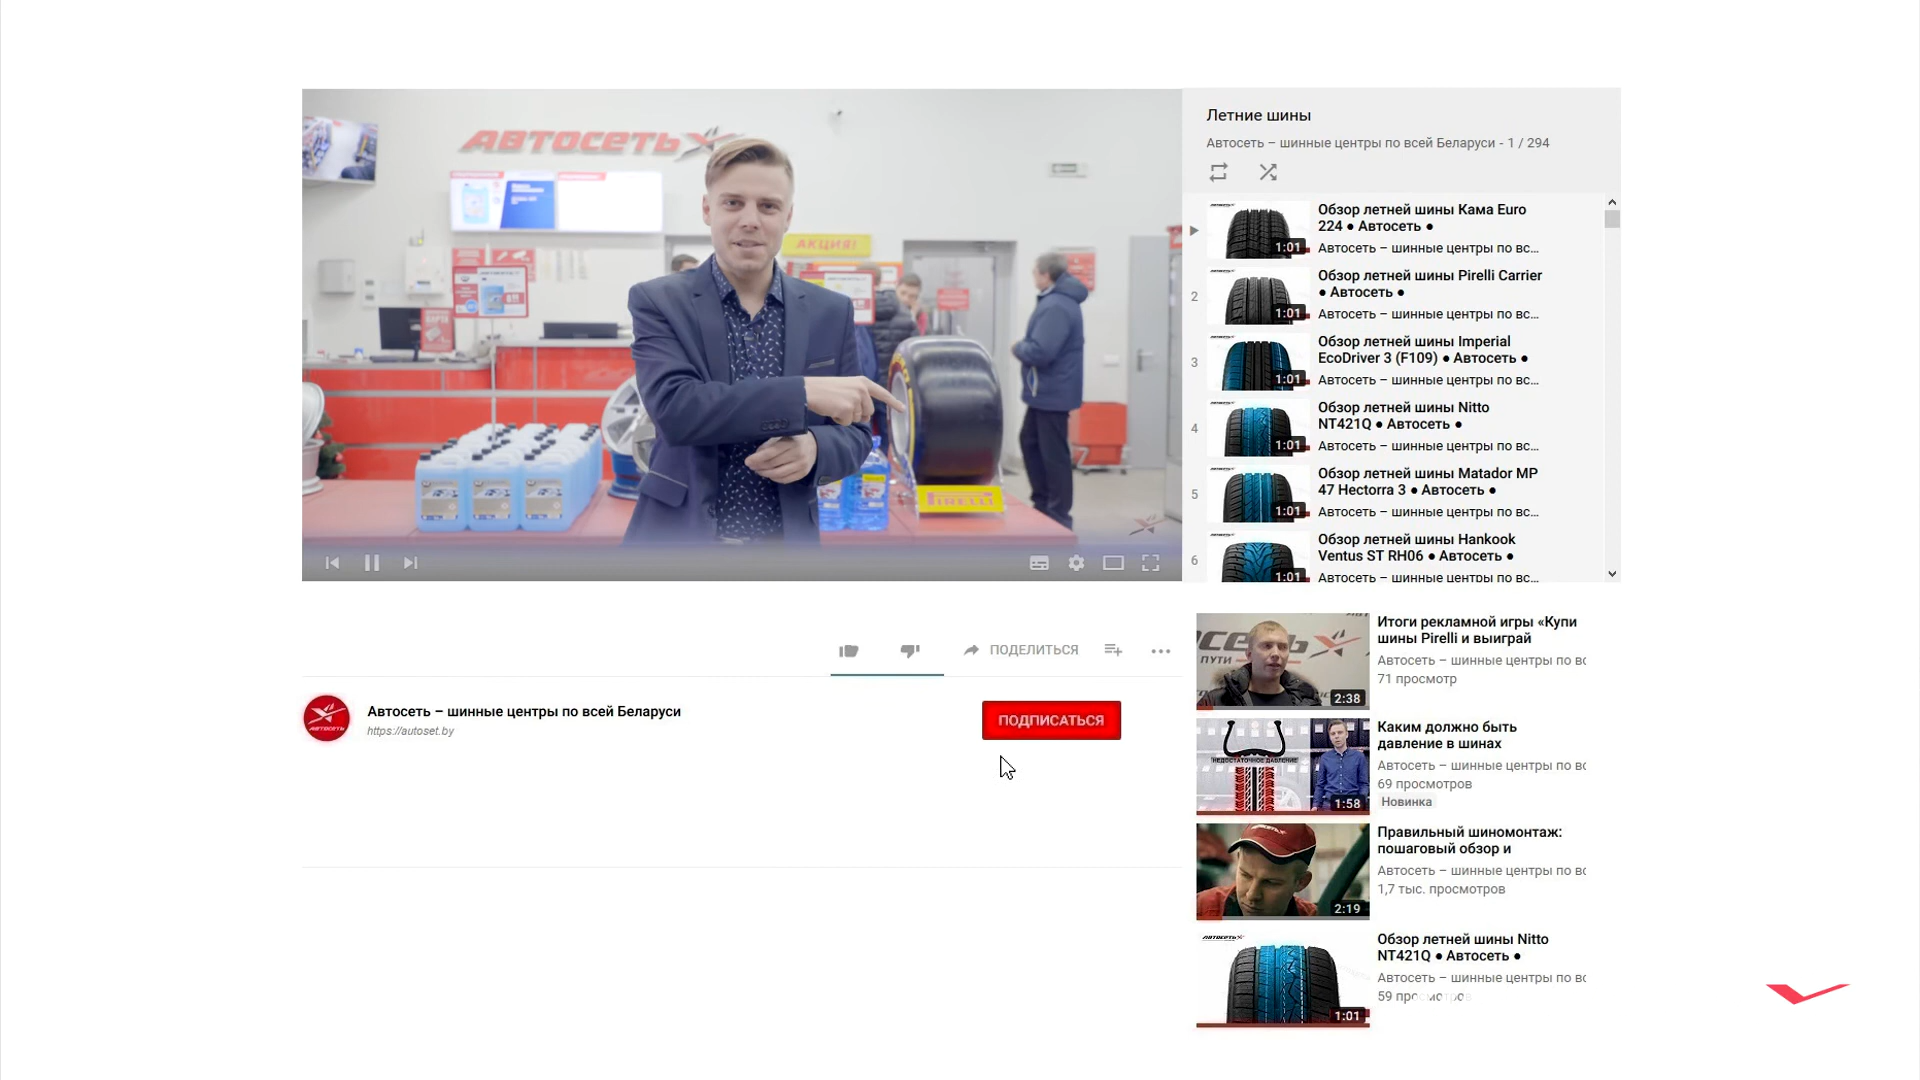 АВТОСЕТЬ
АКЦИЯ!
PIRELLI
Летние шины
Автосеть – шинные центры по всей Беларуси - 1 / 294
Обзор летней шины Кама Euro
224 ● Автосеть ●
1:01
Автосеть – шинные центры по вс...
2
Обзор летней шины Pirelli Carrier
● Автосеть ●
1:01
Автосеть – шинные центры по вс...
3
Обзор летней шины Imperial
EcoDriver 3 (F109) ● Автосеть ●
1:01
Автосеть – шинные центры по вс...
4
Обзор летней шины Nitto
NT421Q ● Автосеть ●
1:01
Автосеть – шинные центры по вс...
5
Обзор летней шины Matador MP
47 Hectorra 3 ● Автосеть ●
1:01
Автосеть – шинные центры по вс...
6
Обзор летней шины Hankook
Ventus ST RH06 ● Автосеть ●
1:01
Автосеть – шинные центры по вс...
ПОДЕЛИТЬСЯ
Автосеть – шинные центры по всей Беларуси
https://autoset.by
ПОДПИСАТЬСЯ
ПУТИ
2:38
Итоги рекламной игры «Купи
шины Pirelli и выиграй
Автосеть – шинные центры по вс
71 просмотр
НЕДОСТАТОЧНОЕ ДАВЛЕНИЕ
1:58
Каким должно быть
давление в шинах
Автосеть – шинные центры по вс
69 просмотров
Новинка
2:19
Правильный шиномонтаж:
пошаговый обзор и
Автосеть – шинные центры по вс
1,7 тыс. просмотров
АВТОСЕТЬ
1:01
Обзор летней шины Nitto
NT421Q ● Автосеть ●
Автосеть – шинные центры по вс
59 просмотров